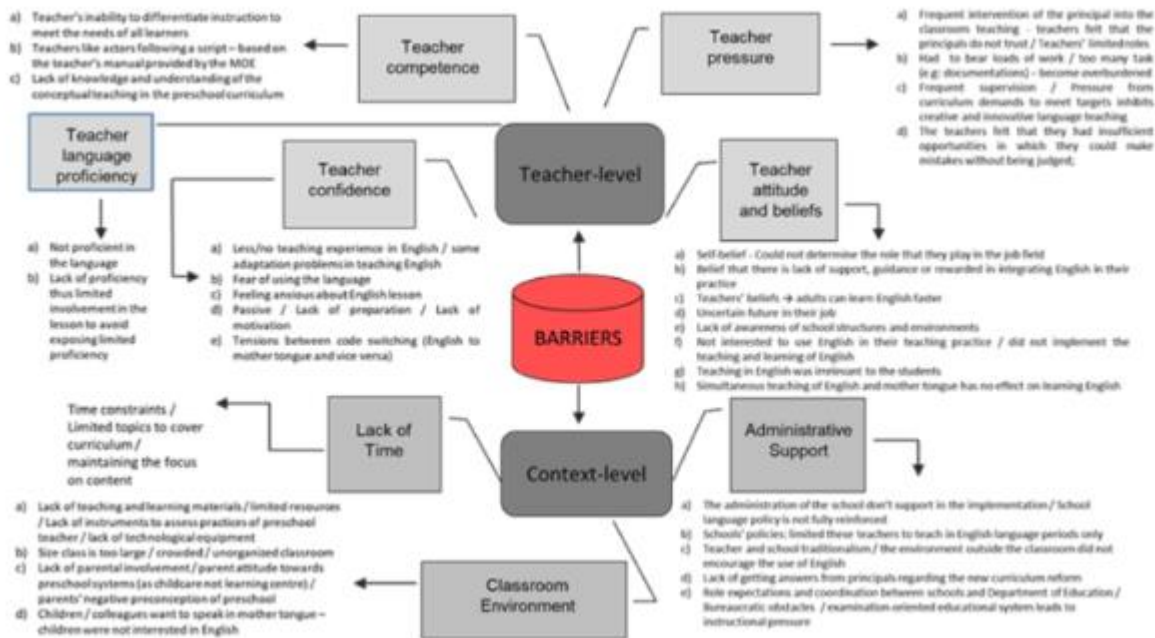 a) Teacher's inability to differentiate instruction to
meet the needs of all learners
b) Teachers like actors following a script – based on
the teacher's manual provided by the MOE
c) Lack of knowledge and understanding of the
conceptual teaching in the preschool curriculum
Teacher
competence
Teacher
pressure
a) Frequent intervention of the principal into the
classroom teaching - teachers felt that the
principals do not trust / Teachers' limited roles
b) Had to bear loads of work / too many task
(e.g: documentations) – become overburdened
c) Frequent supervision / Pressure from
curriculum demands to meet targets inhibits
creative and innovative language teaching
d) The teachers felt that they had insufficient
opportunities in which they could make
mistakes without being judged;
Teacher
language
proficiency
Teacher
confidence
Teacher-level
Teacher
attitude
and beliefs
a) Not proficient in
the language
b) Lack of proficiency
thus limited
involvement in the
lesson to avoid
exposing limited
proficiency
a) Less/no teaching experience in English / some
adaptation problems in teaching English
b) Fear of using the language
c) Feeling anxious about English lesson
d) Passive / Lack of preparation / Lack of
motivation
e) Tensions between code switching (English to
mother tongue and vice versa)
BARRIERS
a) Self-belief - Could not determine the role that they play in the job field
b) Belief that there is lack of support, guidance or rewarded in integrating English in their
practice
c) Teachers' beliefs → adults can learn English faster
d) Uncertain future in their job
e) Lack of awareness of school structures and environments
f) Not interested to use English in their teaching practice / did not implement the
teaching and learning of English
g) Teaching in English was irrelevant to the students
h) Simultaneous teaching of English and mother tongue has no effect on learning English
Time constraints /
Limited topics to cover
curriculum /
maintaining the focus
on content
Lack of
Time
Context-level
Administrative
Support
a) Lack of teaching and learning materials / limited resources
/ Lack of instruments to assess practices of preschool
teacher / lack of technological equipment
b) Size class is too large / crowded / unorganized classroom
c) Lack of parental involvement / parent attitude towards
preschool systems (as childcare not learning centre) /
parents' negative preconception of preschool
d) Children / colleagues want to speak in mother tongue –
children were not interested in English
Classroom
Environment
a) The administration of the school don't support in the implementation / School
language policy is not fully reinforced
b) Schools' policies; limited these teachers to teach in English language periods only
c) Teacher and school traditionalism / the environment outside the classroom did not
encourage the use of English
d) Lack of getting answers from principals regarding the new curriculum reform
e) Role expectations and coordination between schools and Department of Education /
Bureaucratic obstacles / examination-oriented educational system leads to
instructional pressure